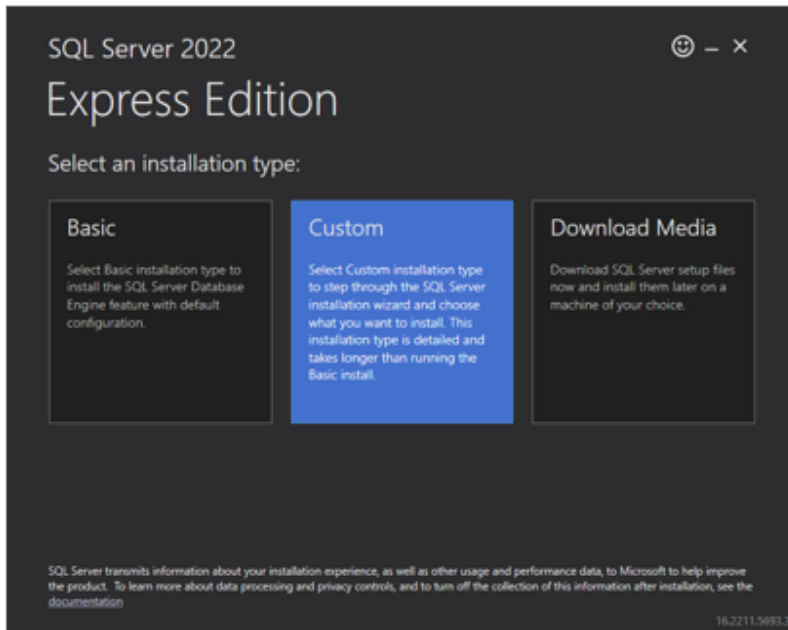 SQL Server 2022
Express Edition
Select an installation type:
Basic
Select Basic installation type to
install the SQL Server Database
Engine feature with default
configuration.
Custom
Select Custom installation type
to step through the SQL Server
installation wizard and choose
what you want to install. This
installation type is detailed and
takes longer than running the
Basic install.
Download Media
Download SQL Server setup files
now and install them later on a
machine of your choice.
SQL Server transmits information about your installation experience, as well as other usage and performance data, to Microsoft to help improve
the product. To learn more about data processing and privacy controls, and to turn off the collection of this information after installation, see the
documentation
16.2211.5693.3